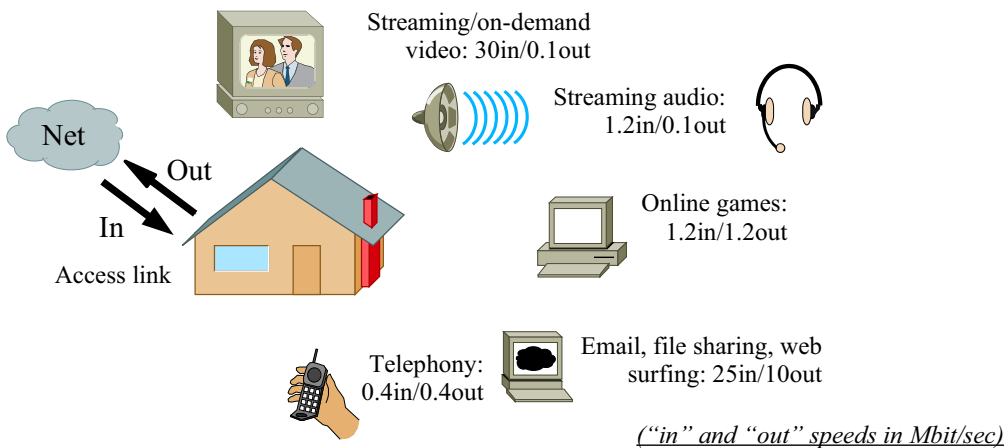 Streaming/on-demand
video: 30in/0.1out
Streaming audio:
1.2in/0.1out
Net
Out
In
Access link
Online games:
1.2in/1.2out
Telephony:
0.4in/0.4out
Email, file sharing, web
surfing: 25in/10out
(“in” and “out” speeds in Mbit/sec)